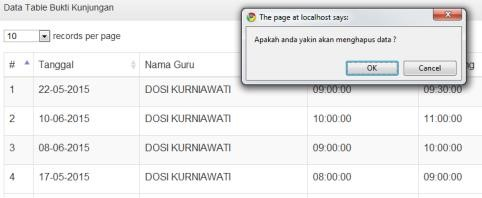 Data Table Bukti Kunjungan
The page at localhost says:
Apakah anda yakin akan menghapus data ?
OK Cancel
10 records per page
# Tanggal Nama Guru
1 22-05-2015 DOSI KURNIAWATI 09:00:00 09:30:00
2 10-06-2015 DOSI KURNIAWATI 10:00:00 11:00:00
3 08-06-2015 DOSI KURNIAWATI 09:00:00 10:00:00
4 17-05-2015 DOSI KURNIAWATI 08:00:00 09:00:00